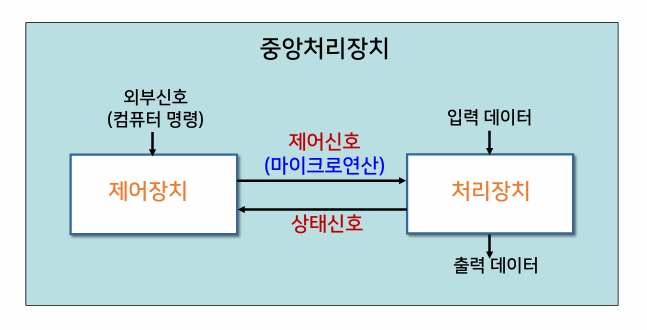 중앙처리장치
외부신호
(컴퓨터 명령)
입력 데이터
제어신호
(마이크로연산)
제어장치
처리장치
상태신호
출력 데이터